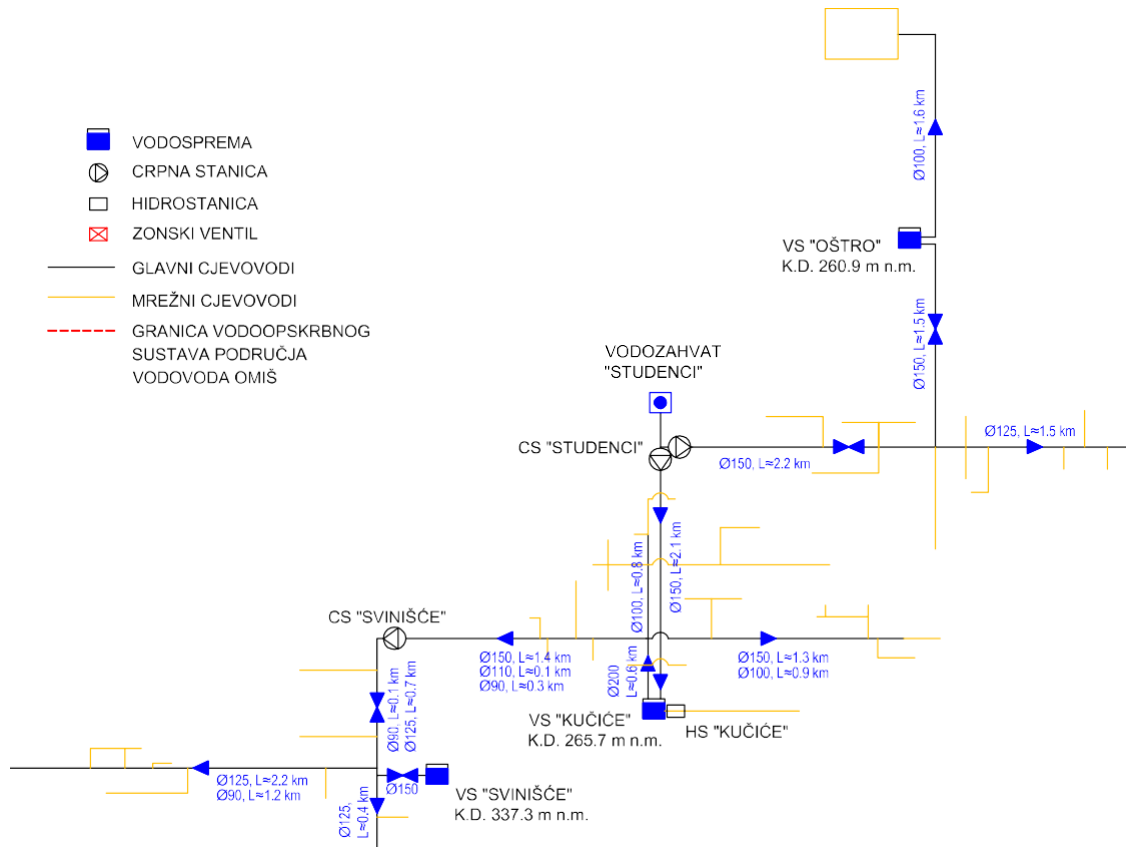 VODOSPREMA
CRPNA STANICA
HIDROSTANICA
ZONSKI VENTIL
GLAVNI CJEVOVODI
MREŽNI CJEVOVODI
GRANICA VODOOPSKRBNOG
SUSTAVA PODRUČJA
VODOVODA OMIŠ
Ø100, L≈1.6 km
VS "OŠTRO"
K.D. 260.9 m n.m.
Ø150, L≈1.5 km
VODOZAHVAT
"STUDENCI"
CS "STUDENCI"
Ø150, L≈2.2 km
Ø125, L≈1.5 km
Ø100, L≈0.8 km
Ø150, L≈2.1 km
CS "SVINIŠĆE"
Ø150, L≈1.4 km
Ø110, L≈0.1 km
Ø90, L≈0.3 km
Ø200
L≈0.6 km
Ø150, L≈1.3 km
Ø100, L≈0.9 km
Ø90, L≈0.1 km
Ø125, L≈0.7 km
VS "KUČIĆE"
K.D. 265.7 m n.m.
HS "KUČIĆE"
Ø125, L≈2.2 km
Ø90, L≈1.2 km
Ø150
VS "SVINIŠĆE"
K.D. 337.3 m n.m.
Ø125,
L≈0.4 km